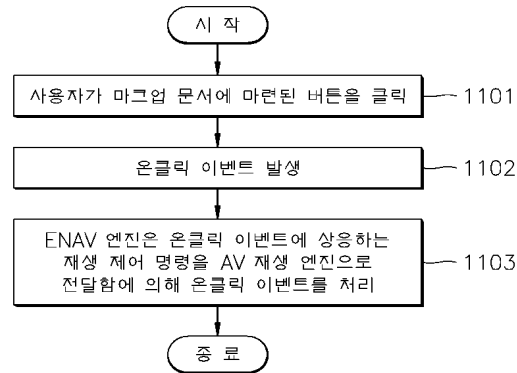 시 작
사용자가 마크업 문서에 마련된 버튼을 클릭
1101
온클릭 이벤트 발생
1102
ENAV 엔진은 온클릭 이벤트에 상응하는
재생 제어 명령을 AV 재생 엔진으로
전달함에 의해 온클릭 이벤트를 처리
1103
종 료